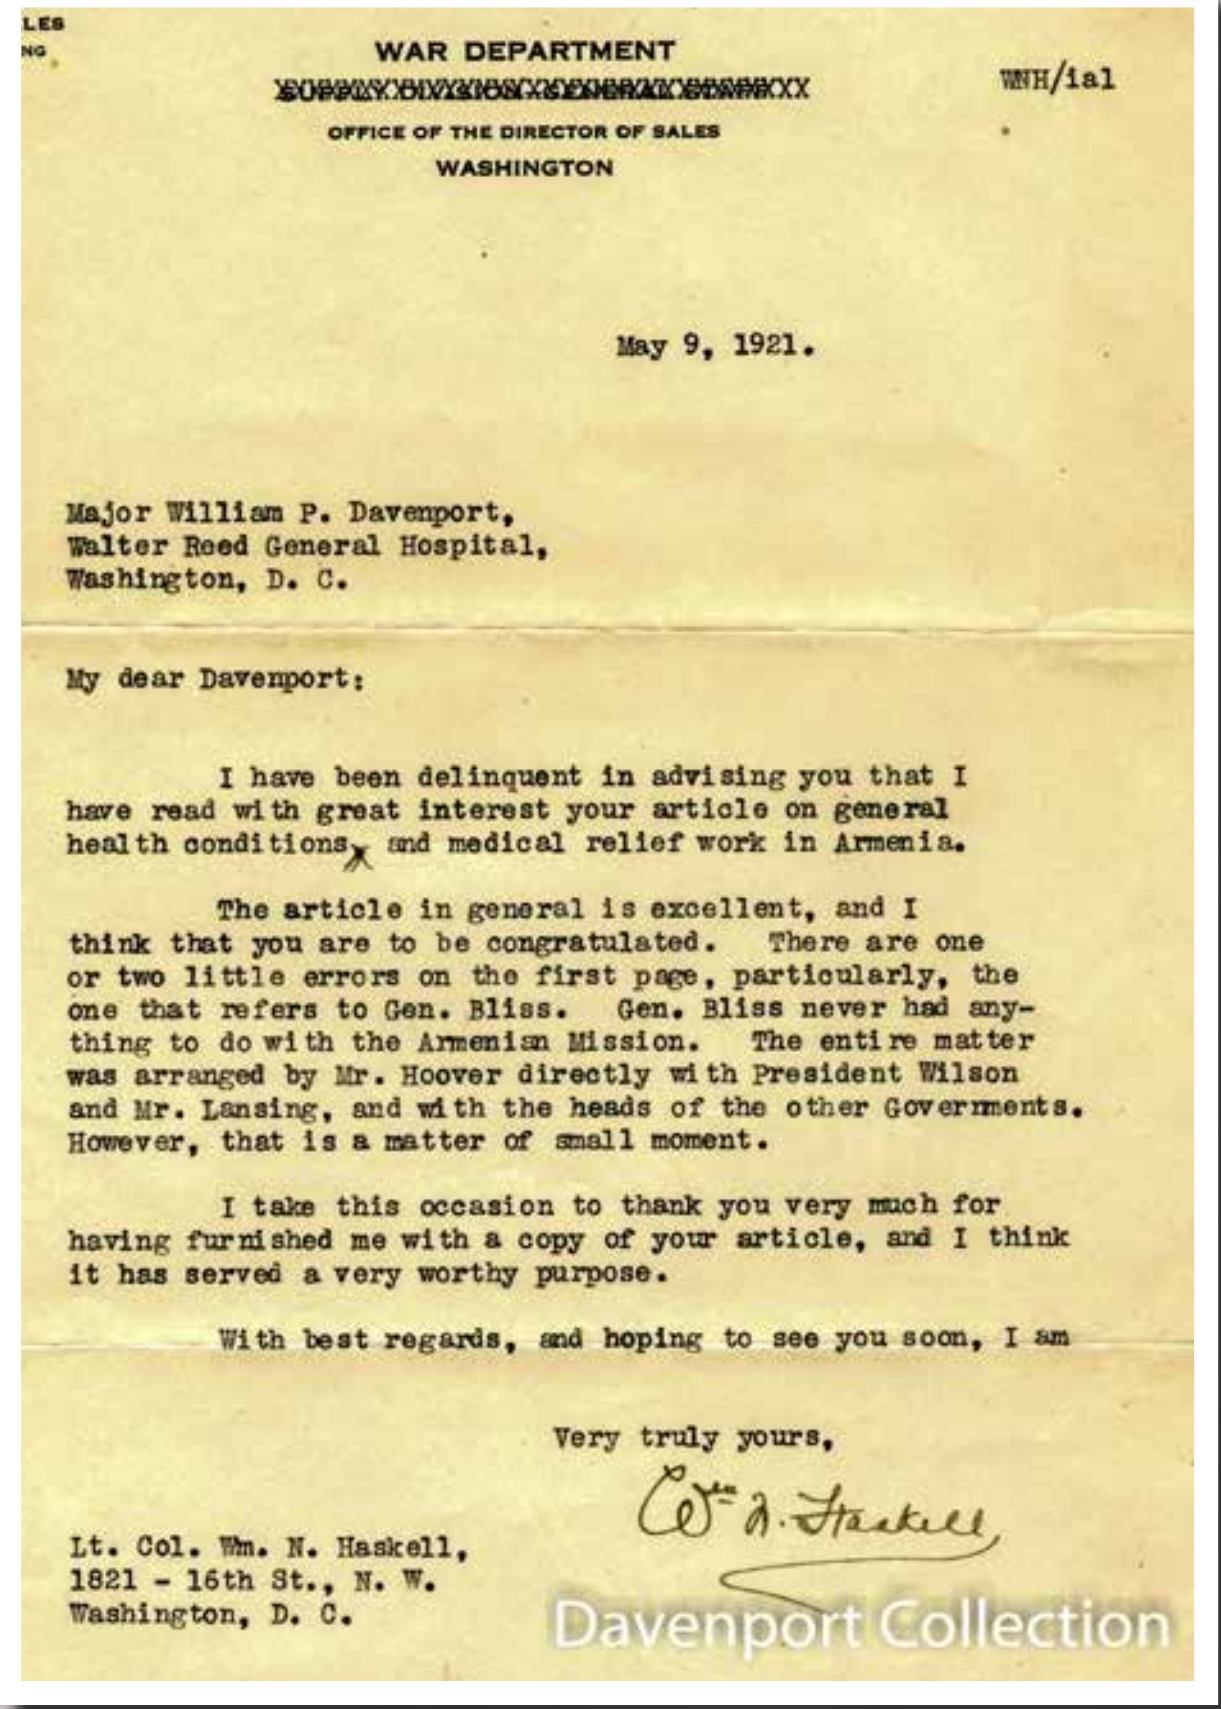 LES
NG
WAR DEPARTMENT
WNH/ial
SUPPLY DIVISION, GENERAL STAFF
OFFICE OF THE DIRECTOR OF SALES
WASHINGTON
May 9, 1921.
Major William P. Davenport,
Walter Reed General Hospital,
Washington, D. C.
My dear Davenport:
I have been delinquent in advising you that I
have read with great interest your article on general
health conditions, and medical relief work in Armenia.
The article in general is excellent, and I
think that you are to be congratulated. There are one
or two little errors on the first page, particularly, the
one that refers to Gen. Bliss. Gen. Bliss never had any-
thing to do with the Armenian Mission. The entire matter
was arranged by Mr. Hoover directly with President Wilson
and Mr. Lansing, and with the heads of the other Governments.
However, that is a matter of small moment.
I take this occasion to thank you very much for
having furnished me with a copy of your article, and I think
it has served a very worthy purpose.
With best regards, and hoping to see you soon, I am
Very truly yours,
Wm N. Haskell
Lt. Col. Wm. N. Haskell,
1821 - 16th St., N. W.
Washington, D. C.
Davenport Collection